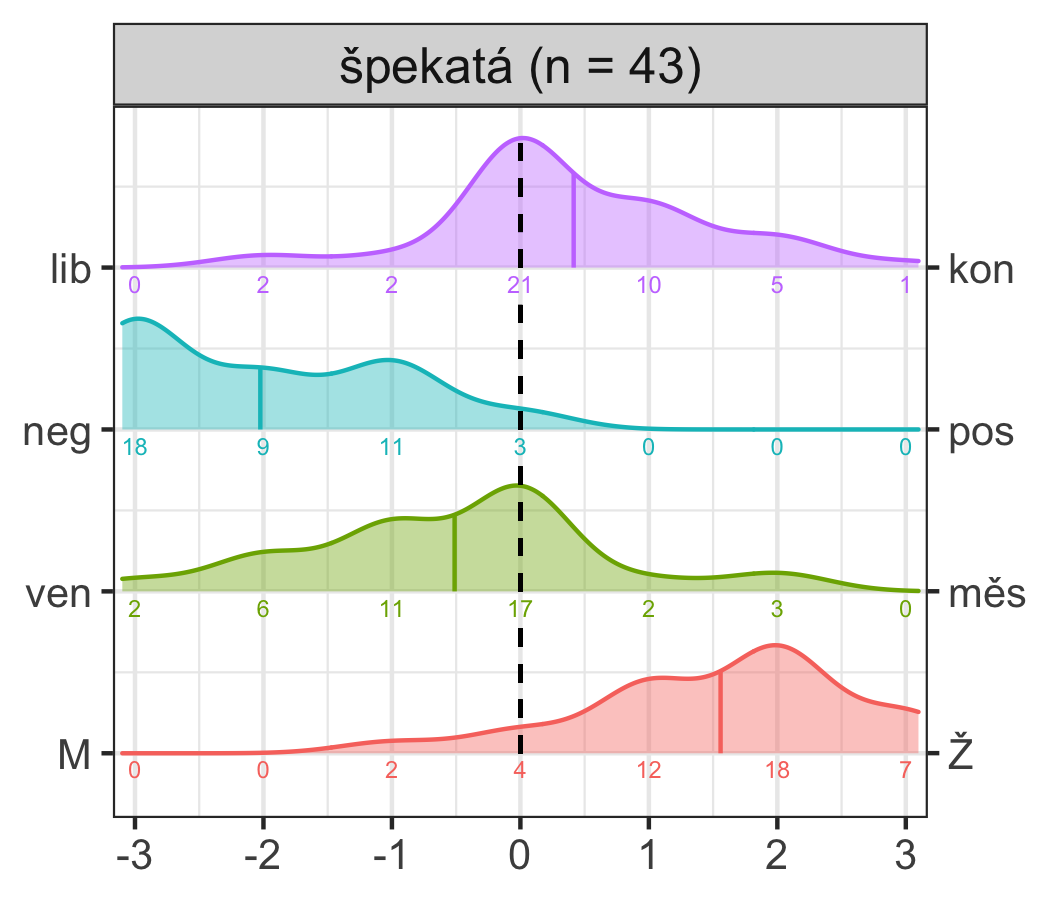 špekatá (n = 43)
lib kon
0 2 2 21 10 5 1
neg pos
18 9 11 3 0 0 0
ven měs
2 6 11 17 2 3 0
M Ž
0 0 2 4 12 18 7
-3 -2 -1 0 1 2 3